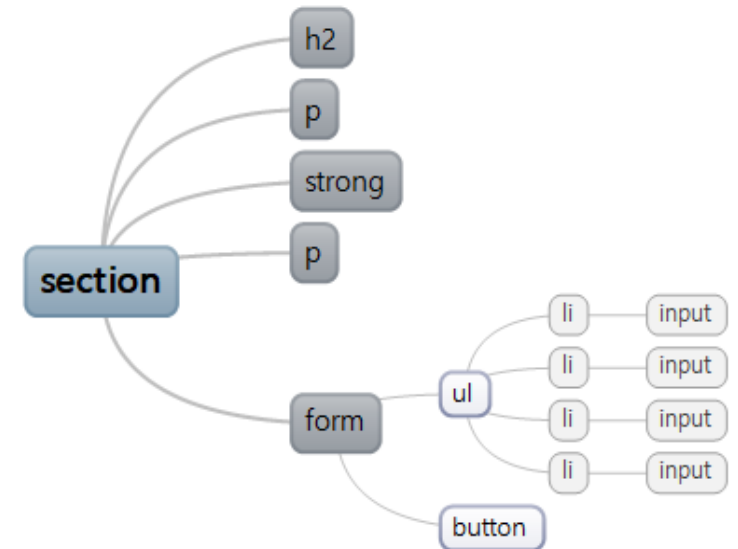 h2
p
strong
p
section
form
ul
li
input
li
input
li
input
li
input
button